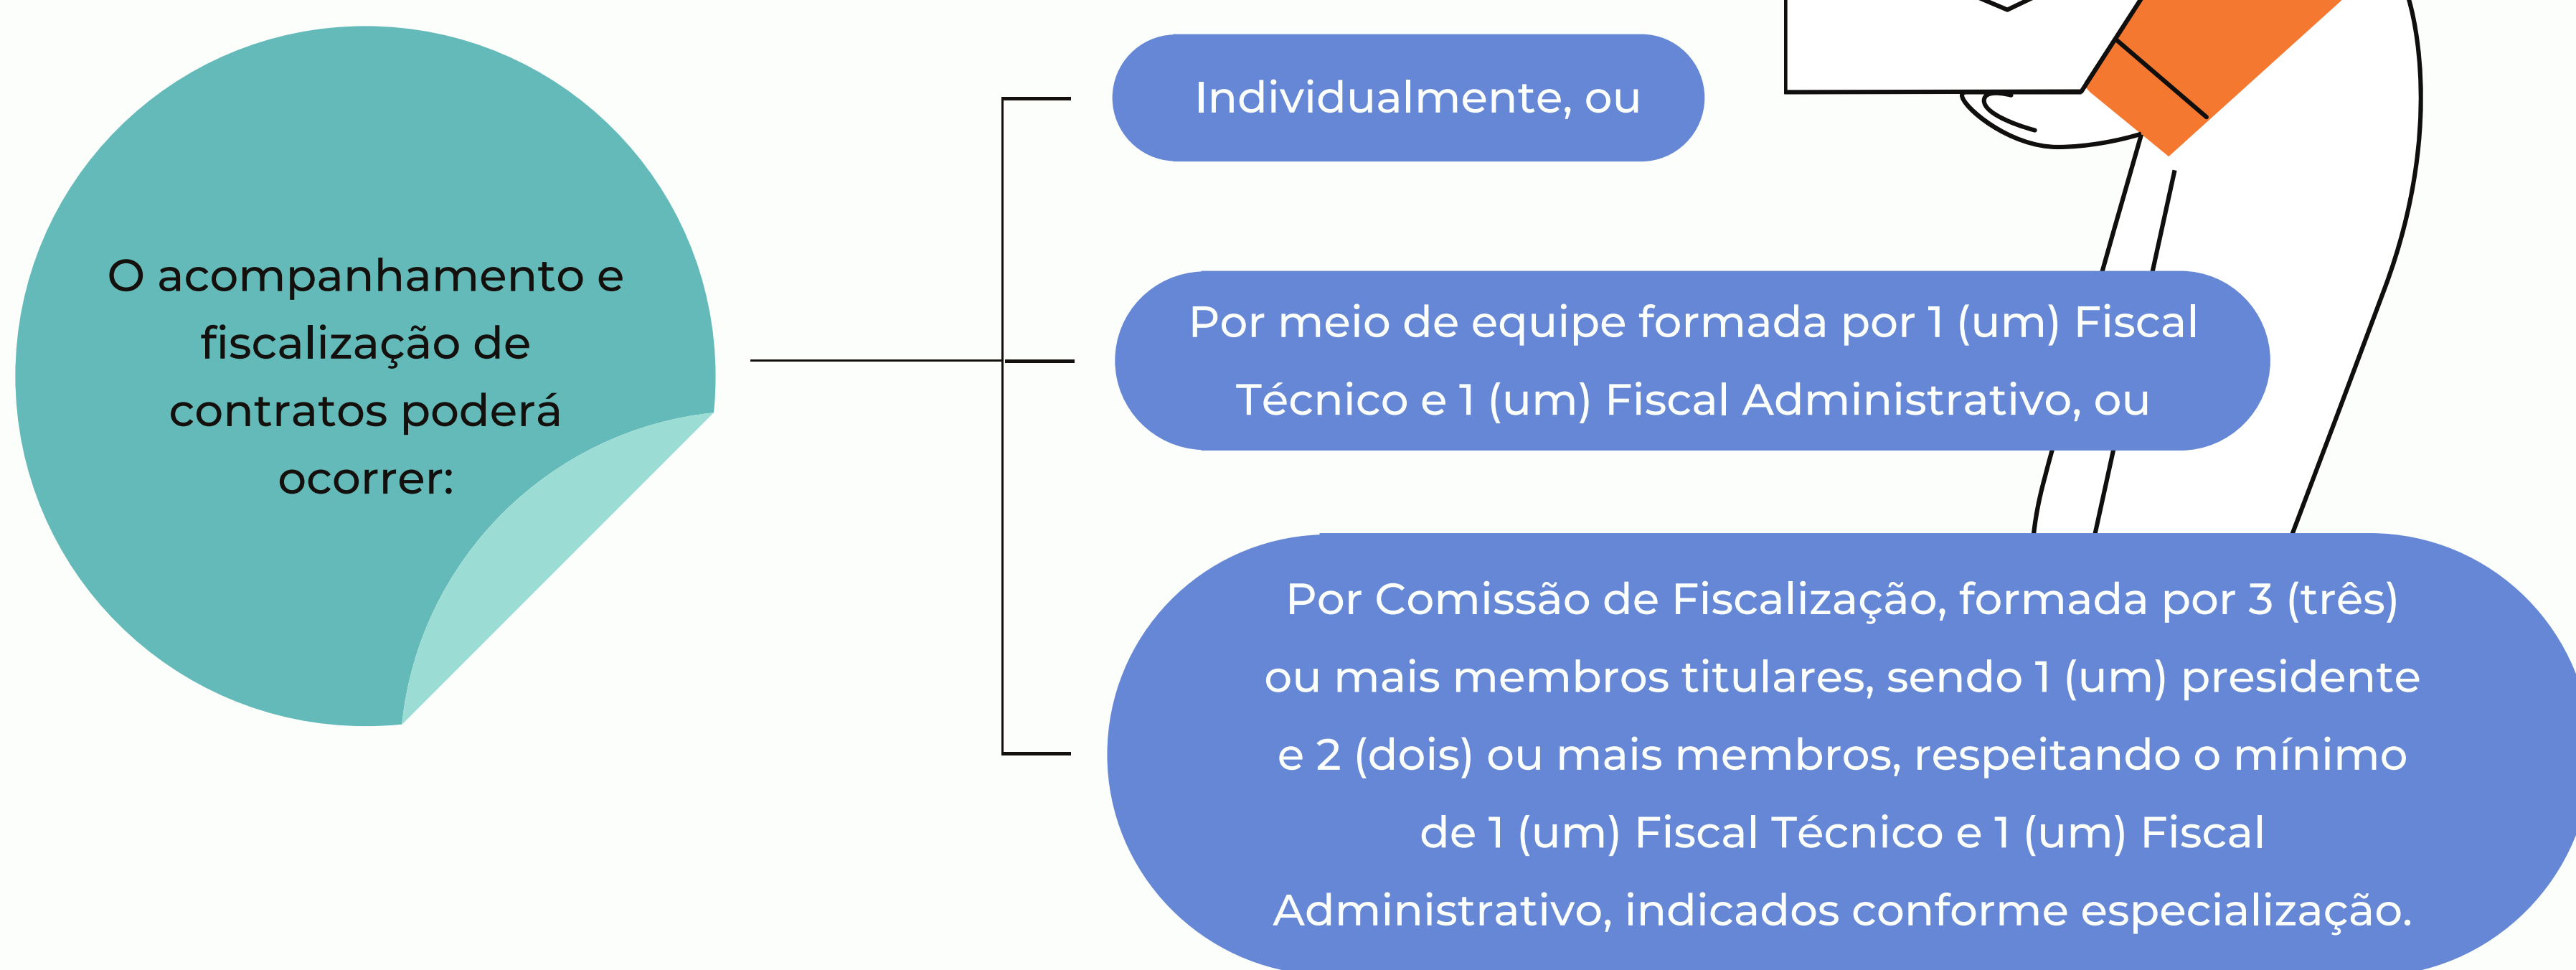 O acompanhamento e
fiscalização de
contratos poderá
ocorrer:
Individualmente, ou
Por meio de equipe formada por 1 (um) Fiscal
Técnico e 1 (um) Fiscal Administrativo, ou
Por Comissão de Fiscalização, formada por 3 (três)
ou mais membros titulares, sendo 1 (um) presidente
e 2 (dois) ou mais membros, respeitando o mínimo
de 1 (um) Fiscal Técnico e 1 (um) Fiscal
Administrativo, indicados conforme especialização.